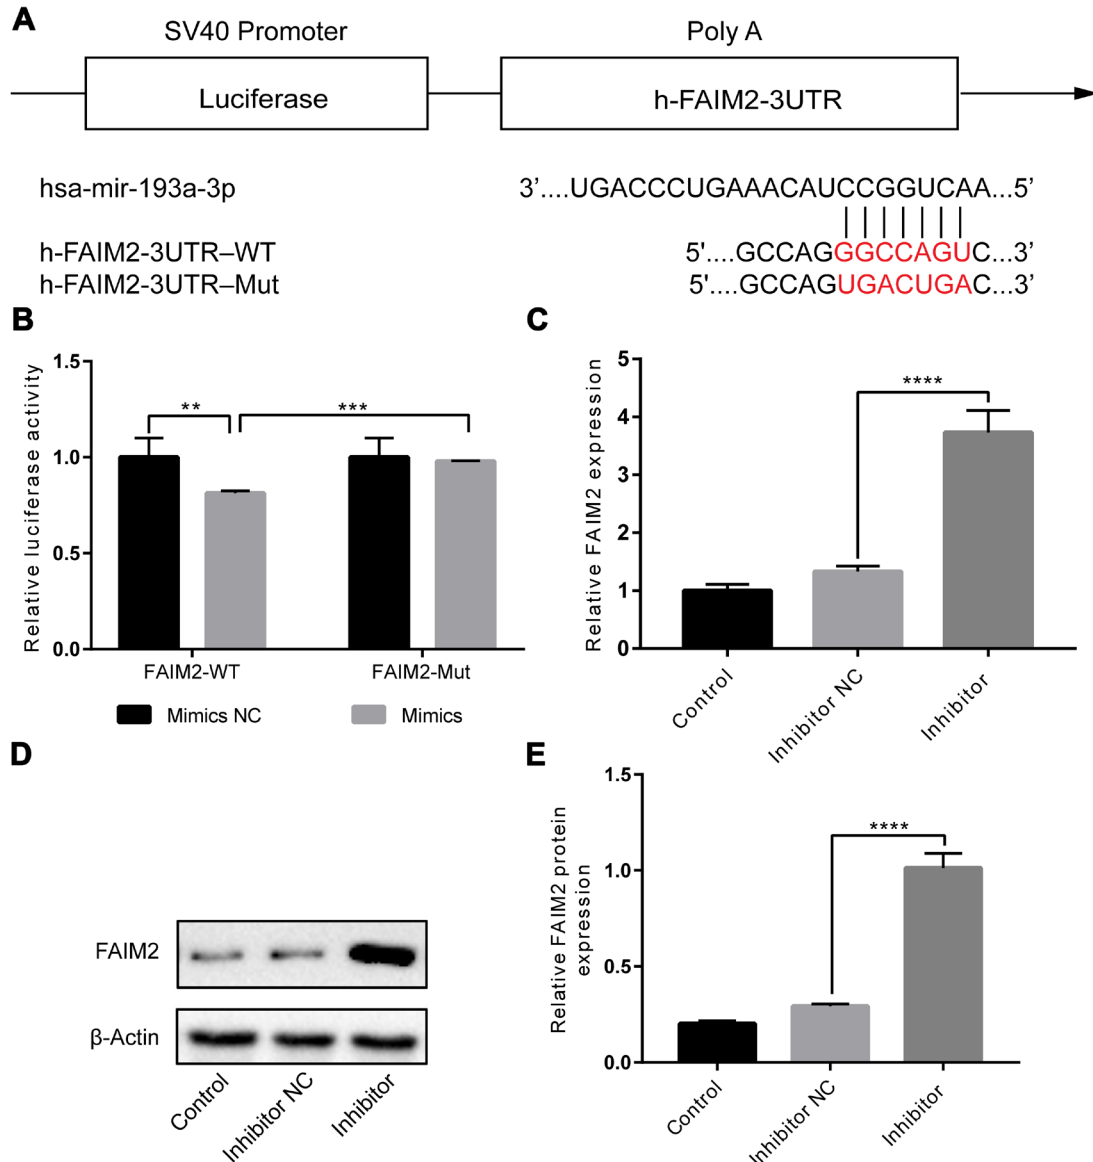 A
SV40 Promoter
Poly A
Luciferase
h-FAIM2-3UTR
hsa-mir-193a-3p
3’....UGACCCUGAAACAUCCGGUCAA...5’
h-FAIM2-3UTR–WT
5'....GCCAGGGCCAGUC...3’
h-FAIM2-3UTR–Mut
5'....GCCAGUGACUGAC...3’
B
Relative luciferase activity
1.5
1.0
0.5
0.0
**
***
FAIM2-WT
FAIM2-Mut
Mimics NC
Mimics
C
Relative FAIM2 expression
5
4
3
2
1
0
****
Control
Inhibitor NC
Inhibitor
D
FAIM2
β-Actin
Control
Inhibitor NC
Inhibitor
E
Relative FAIM2 protein
expression
1.5
1.0
0.5
0.0
****
Control
Inhibitor NC
Inhibitor